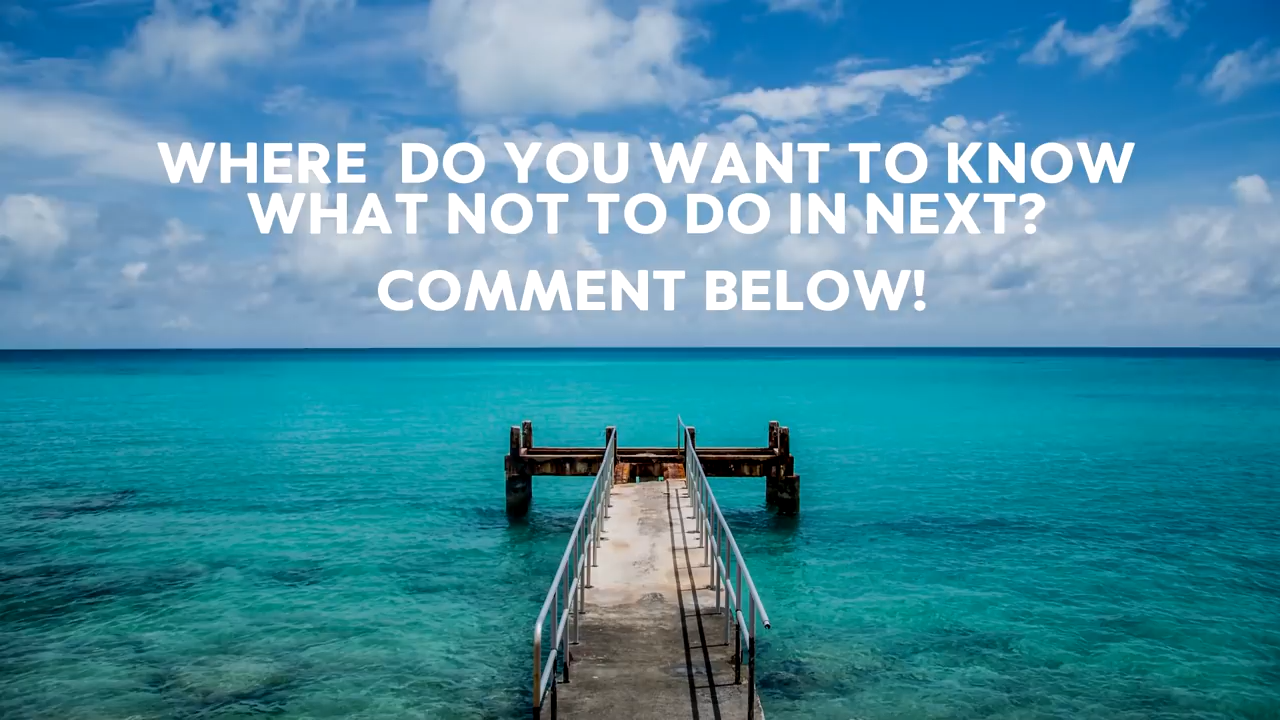 WHERE DO YOU WANT TO KNOW
WHAT NOT TO DO IN NEXT?
COMMENT BELOW!